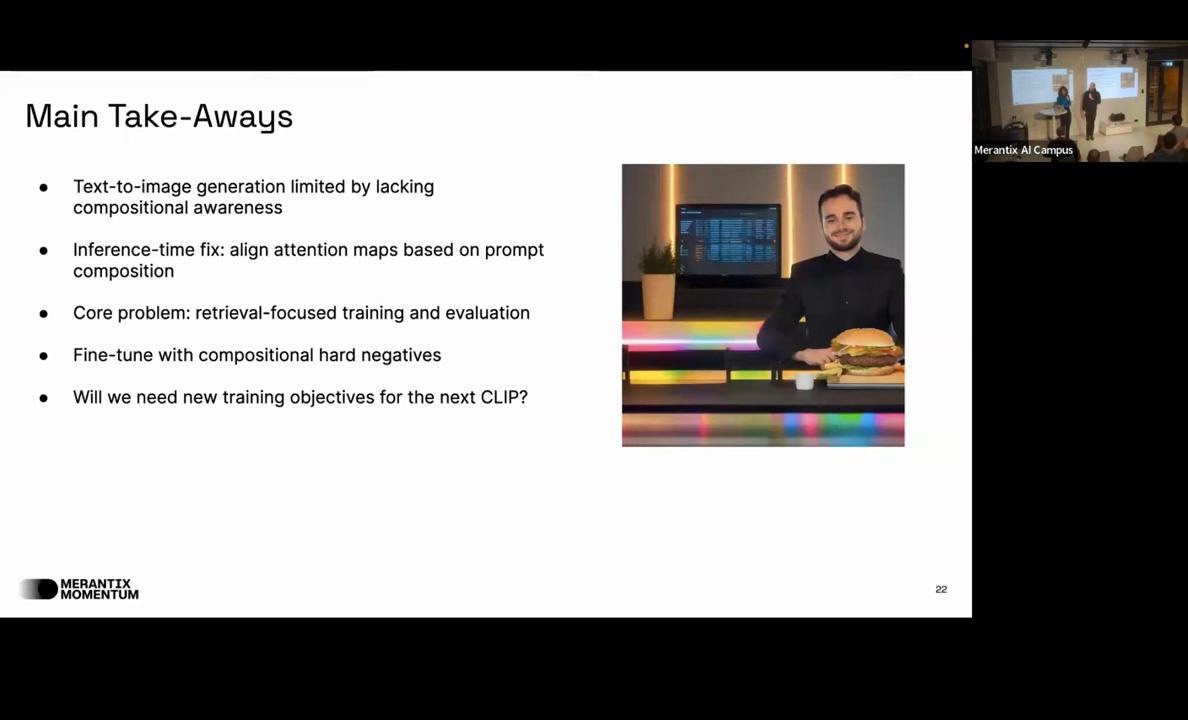 Main Take-Aways
● Text-to-image generation limited by lacking
compositional awareness
● Inference-time fix: align attention maps based on prompt
composition
● Core problem: retrieval-focused training and evaluation
● Fine-tune with compositional hard negatives
● Will we need new training objectives for the next CLIP?
MERANTIX
MOMENTUM
22
Merantix AI Campus